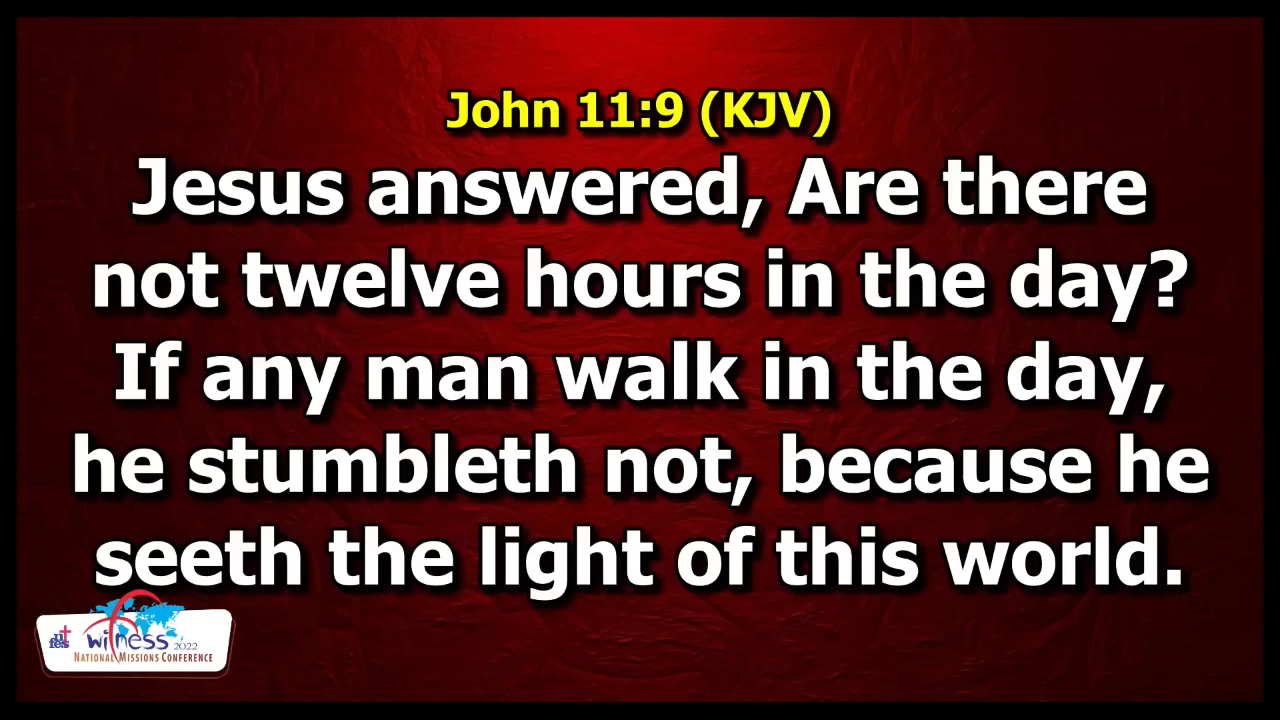 John 11:9 (KJV)
Jesus answered, Are there
not twelve hours in the day?
If any man walk in the day,
he stumbleth not, because he
seeth the light of this world.
nifes witness 2022
National Missions Conference